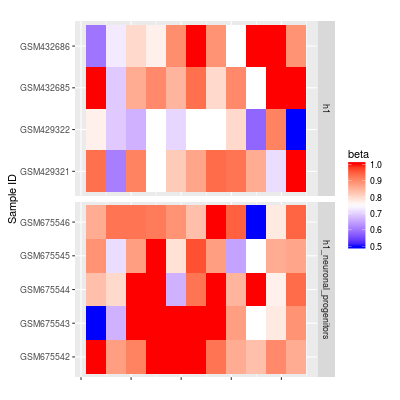 GSM432686
GSM432685
GSM429322
GSM429321
h1
GSM675546
GSM675545
GSM675544
GSM675543
GSM675542
h1_neuronal_progenitors
Sample ID
beta
1.0
0.9
0.8
0.7
0.6
0.5